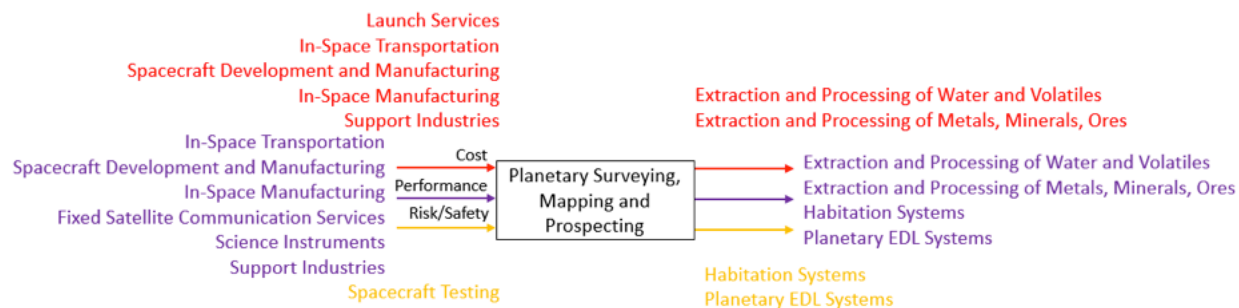 Launch Services
In-Space Transportation
Spacecraft Development and Manufacturing
In-Space Manufacturing
Support Industries
In-Space Transportation
Spacecraft Development and Manufacturing
In-Space Manufacturing
Fixed Satellite Communication Services
Science Instruments
Support Industries
Spacecraft Testing
Cost
Performance
Risk/Safety
Planetary Surveying,
Mapping and
Prospecting
Extraction and Processing of Water and Volatiles
Extraction and Processing of Metals, Minerals, Ores
Extraction and Processing of Water and Volatiles
Extraction and Processing of Metals, Minerals, Ores
Habitation Systems
Planetary EDL Systems
Habitation Systems
Planetary EDL Systems